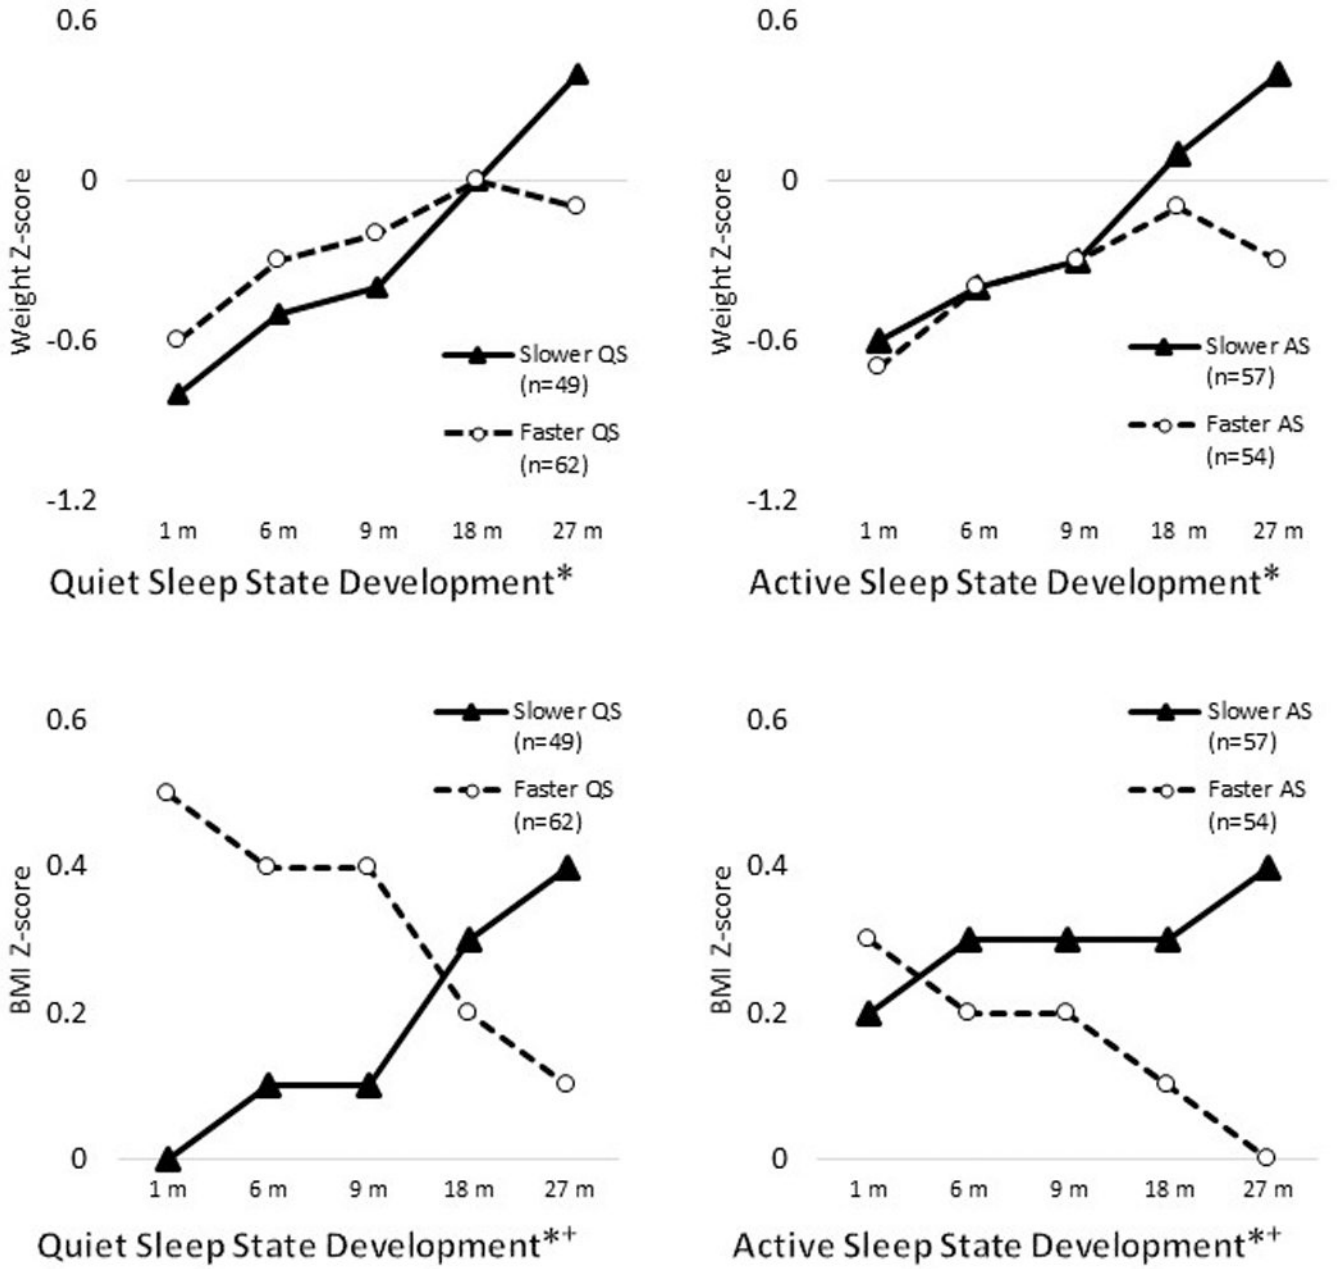 0.6
0
-0.6
-1.2
Weight Z-score
Slower QS
(n=49)
Faster QS
(n=62)
1 m 6 m 9 m 18 m 27 m
Quiet Sleep State Development*
0.6
0
-0.6
-1.2
Weight Z-score
Slower AS
(n=57)
Faster AS
(n=54)
1 m 6 m 9 m 18 m 27 m
Active Sleep State Development*
0.6
0.4
0.2
0
BMI Z-score
Slower QS
(n=49)
Faster QS
(n=62)
1 m 6 m 9 m 18 m 27 m
Quiet Sleep State Development*+
0.6
0.4
0.2
0
BMI Z-score
Slower AS
(n=57)
Faster AS
(n=54)
1 m 6 m 9 m 18 m 27 m
Active Sleep State Development*+